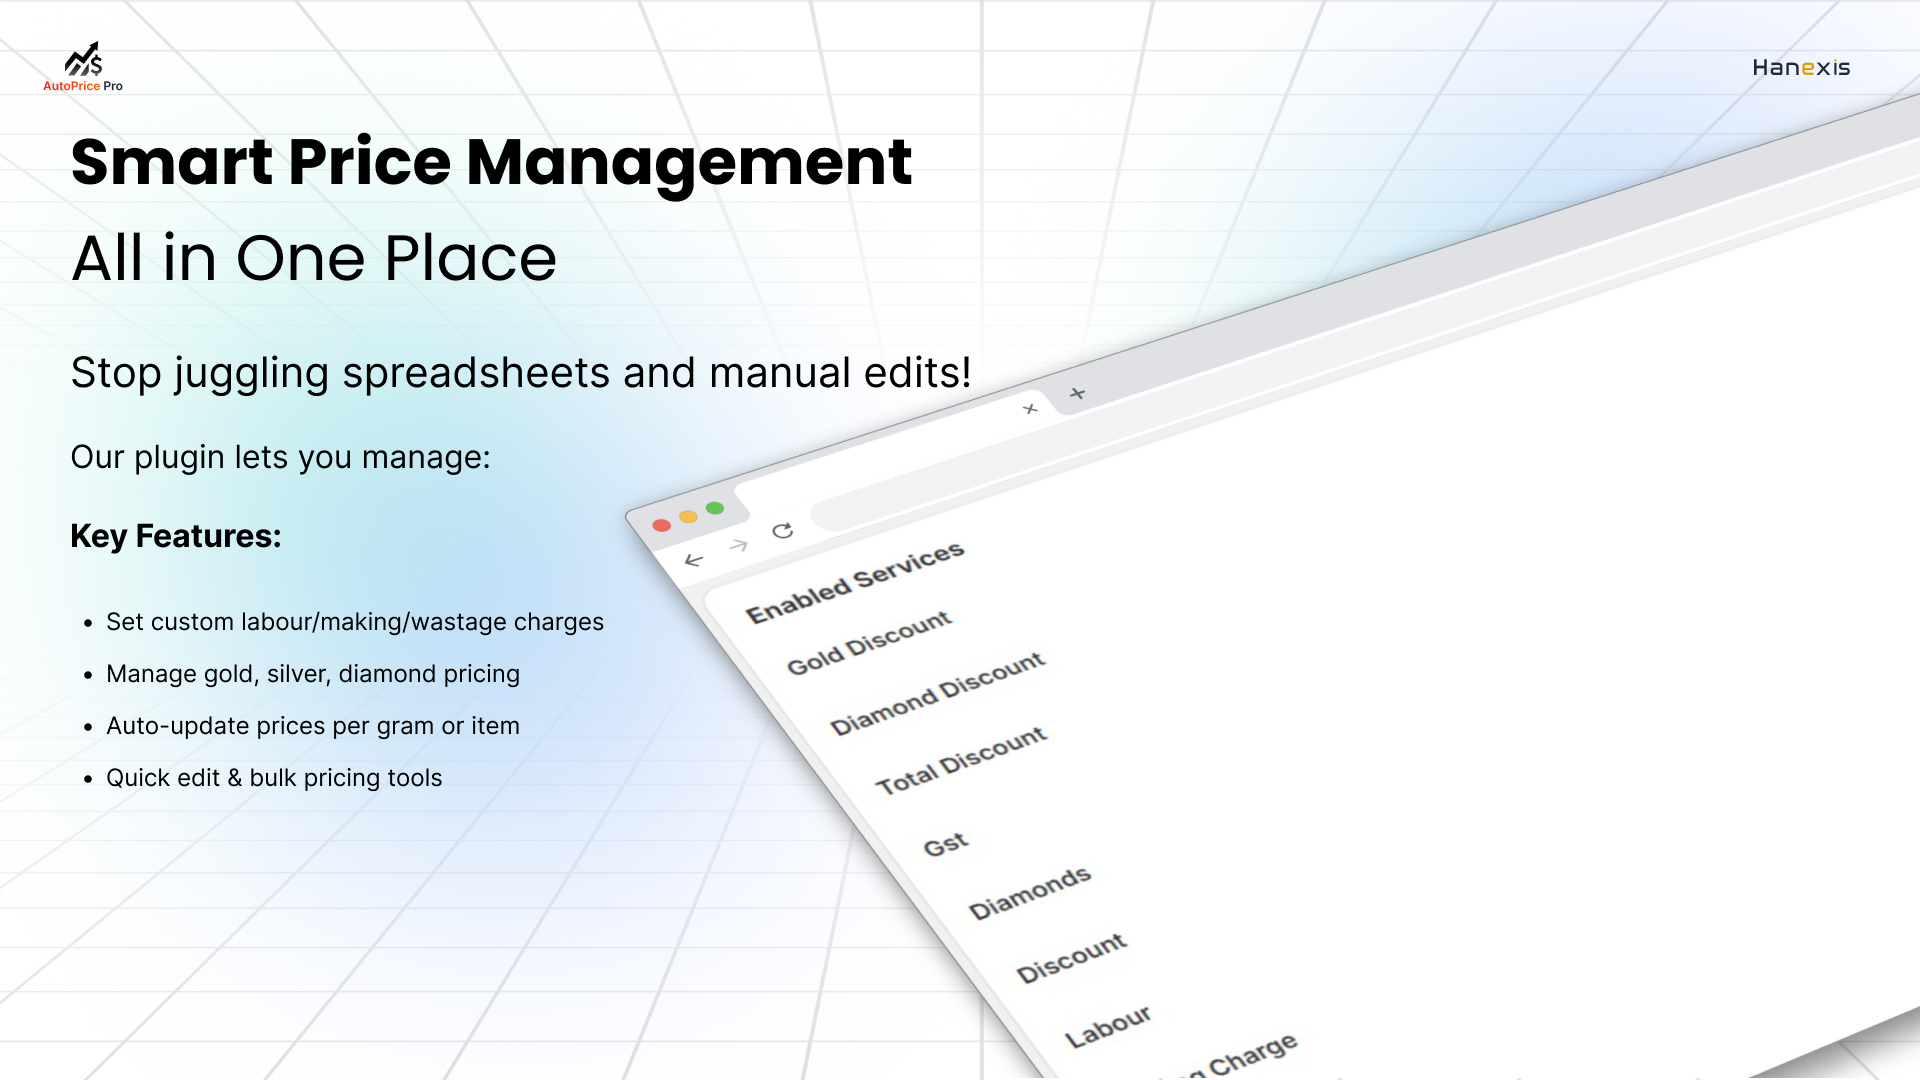 AutoPrice Pro
Hanexis
Smart Price Management
All in One Place
Stop juggling spreadsheets and manual edits!
Our plugin lets you manage:
Key Features:
• Set custom labour/making/wastage charges
• Manage gold, silver, diamond pricing
• Auto-update prices per gram or item
• Quick edit & bulk pricing tools
Enabled Services
Gold Discount
Diamond Discount
Total Discount
Gst
Diamonds
Discount
Labour
Charge